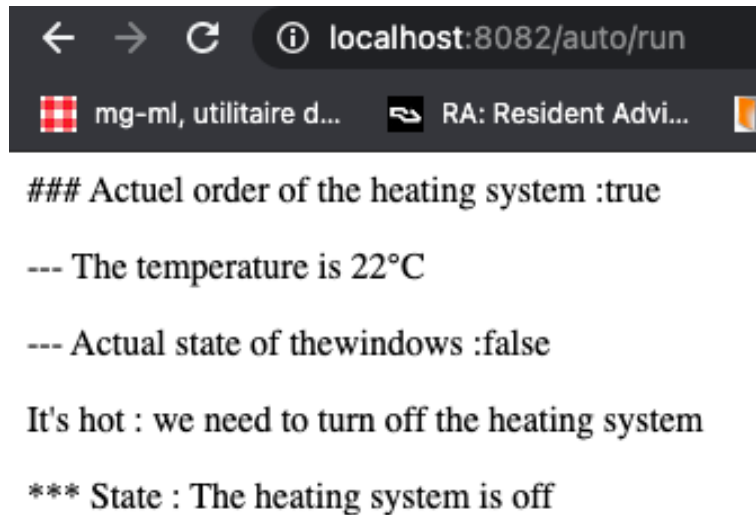 localhost:8082/auto/run
mg-ml, utilitaire d... RA: Resident Advi...
### Actuel order of the heating system :true
--- The temperature is 22°C
--- Actual state of thewindows :false
It's hot : we need to turn off the heating system
*** State : The heating system is off